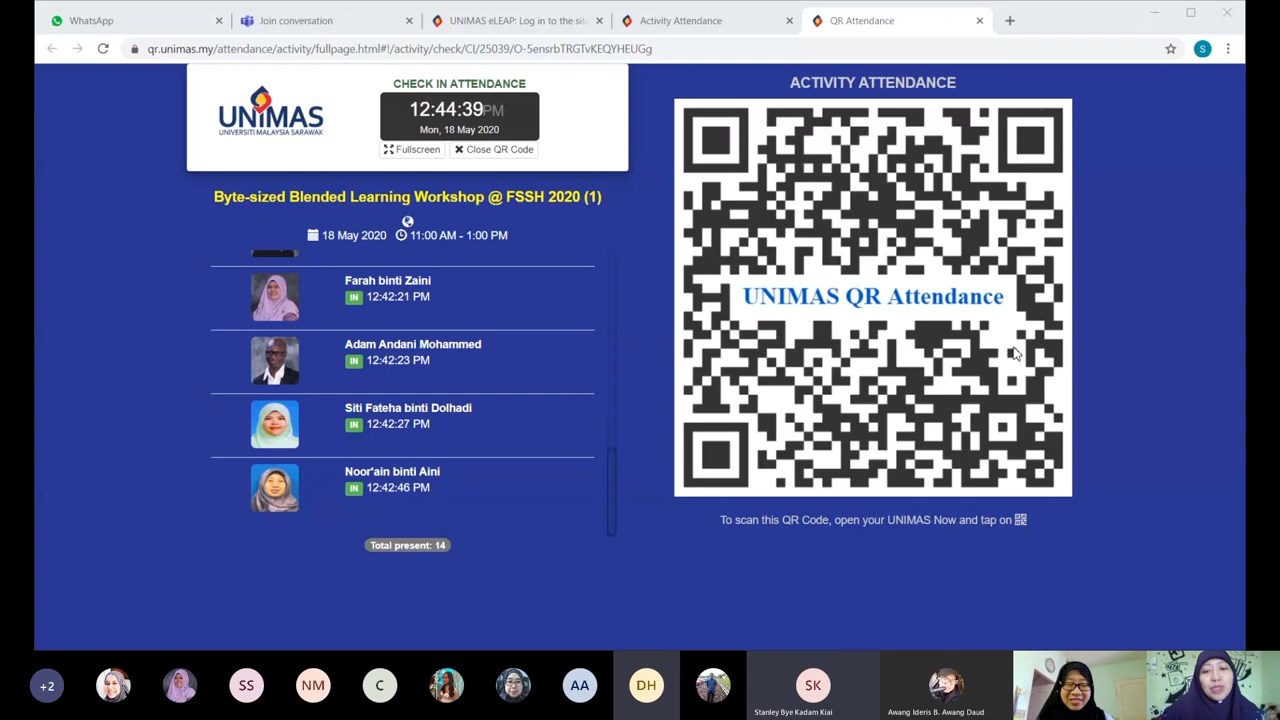 WhatsApp
Join conversation
UNIMAS eLEAP: Log in to the site
Activity Attendance
QR Attendance
qr.unimas.my/attendance/activity/fullpage.html#!/activity/check/CI/25039/O-5ensrbTRGTvKEQYHEUGg
S
UNIMAS
UNIVERSITI MALAYSIA SARAWAK
CHECK IN ATTENDANCE
12:44:39PM
Mon, 18 May 2020
Fullscreen
Close QR Code
Byte-sized Blended Learning Workshop @ FSSH 2020 (1)
18 May 2020 11:00 AM - 1:00 PM
Farah binti Zaini
IN 12:42:21 PM
Adam Andani Mohammed
IN 12:42:23 PM
Siti Fateha binti Dolhadi
IN 12:42:27 PM
Noor'ain binti Aini
IN 12:42:46 PM
Total present: 14
ACTIVITY ATTENDANCE
UNIMAS QR Attendance
To scan this QR Code, open your UNIMAS Now and tap on
+2
SS
NM
C
AA
DH
SK
Stanley Bye Kadam Kiai
Awang Ideris B. Awang Daud